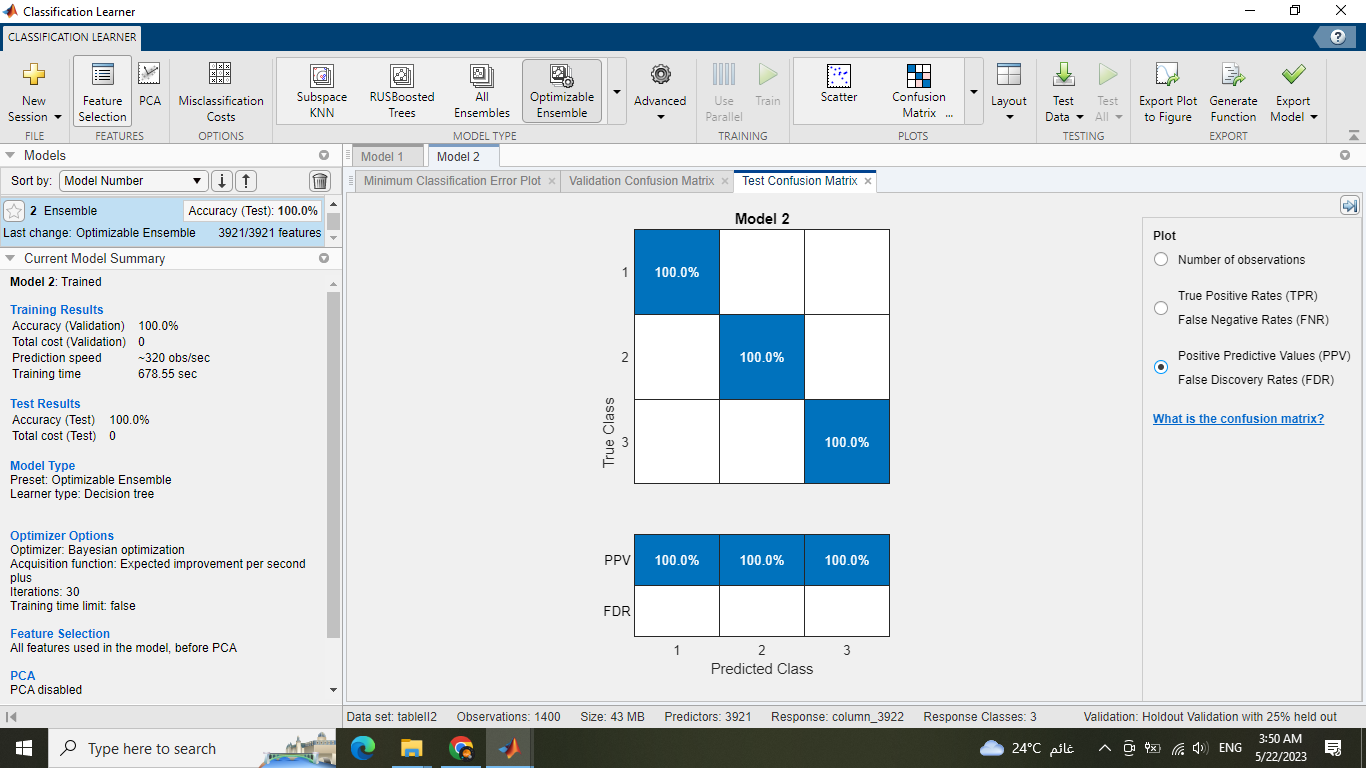 Classification Learner
CLASSIFICATION LEARNER
?
New Session
Feature Selection
PCA
Misclassification Costs
Subspace KNN
RUSBoosted Trees
All Ensembles
Optimizable Ensemble
Advanced
Use Parallel
Train
Scatter
Confusion Matrix ...
Layout
Test Data
Test All
Export Plot to Figure
Generate Function
Export Model
FILE
FEATURES
OPTIONS
MODEL TYPE
TRAINING
PLOTS
TESTING
EXPORT
Models
Sort by: Model Number
2 Ensemble Accuracy (Test): 100.0%
Last change: Optimizable Ensemble 3921/3921 features
Current Model Summary
Model 2: Trained
Training Results
Accuracy (Validation) 100.0%
Total cost (Validation) 0
Prediction speed ~320 obs/sec
Training time 678.55 sec
Test Results
Accuracy (Test) 100.0%
Total cost (Test) 0
Model Type
Preset: Optimizable Ensemble
Learner type: Decision tree
Optimizer Options
Optimizer: Bayesian optimization
Acquisition function: Expected improvement per second
plus
Iterations: 30
Training time limit: false
Feature Selection
All features used in the model, before PCA
PCA
PCA disabled
Model 1
Model 2
Minimum Classification Error Plot
Validation Confusion Matrix
Test Confusion Matrix
Model 2
1 100.0%
2 100.0%
3 100.0%
True Class
PPV 100.0% 100.0% 100.0%
FDR
1 2 3
Predicted Class
Plot
Number of observations
True Positive Rates (TPR)
False Negative Rates (FNR)
Positive Predictive Values (PPV)
False Discovery Rates (FDR)
What is the confusion matrix?
Data set: tablell2 Observations: 1400 Size: 43 MB Predictors: 3921 Response: column_3922 Response Classes: 3 Validation: Holdout Validation with 25% held out
Type here to search
24°C غائم
ENG
3:50 AM
5/22/2023